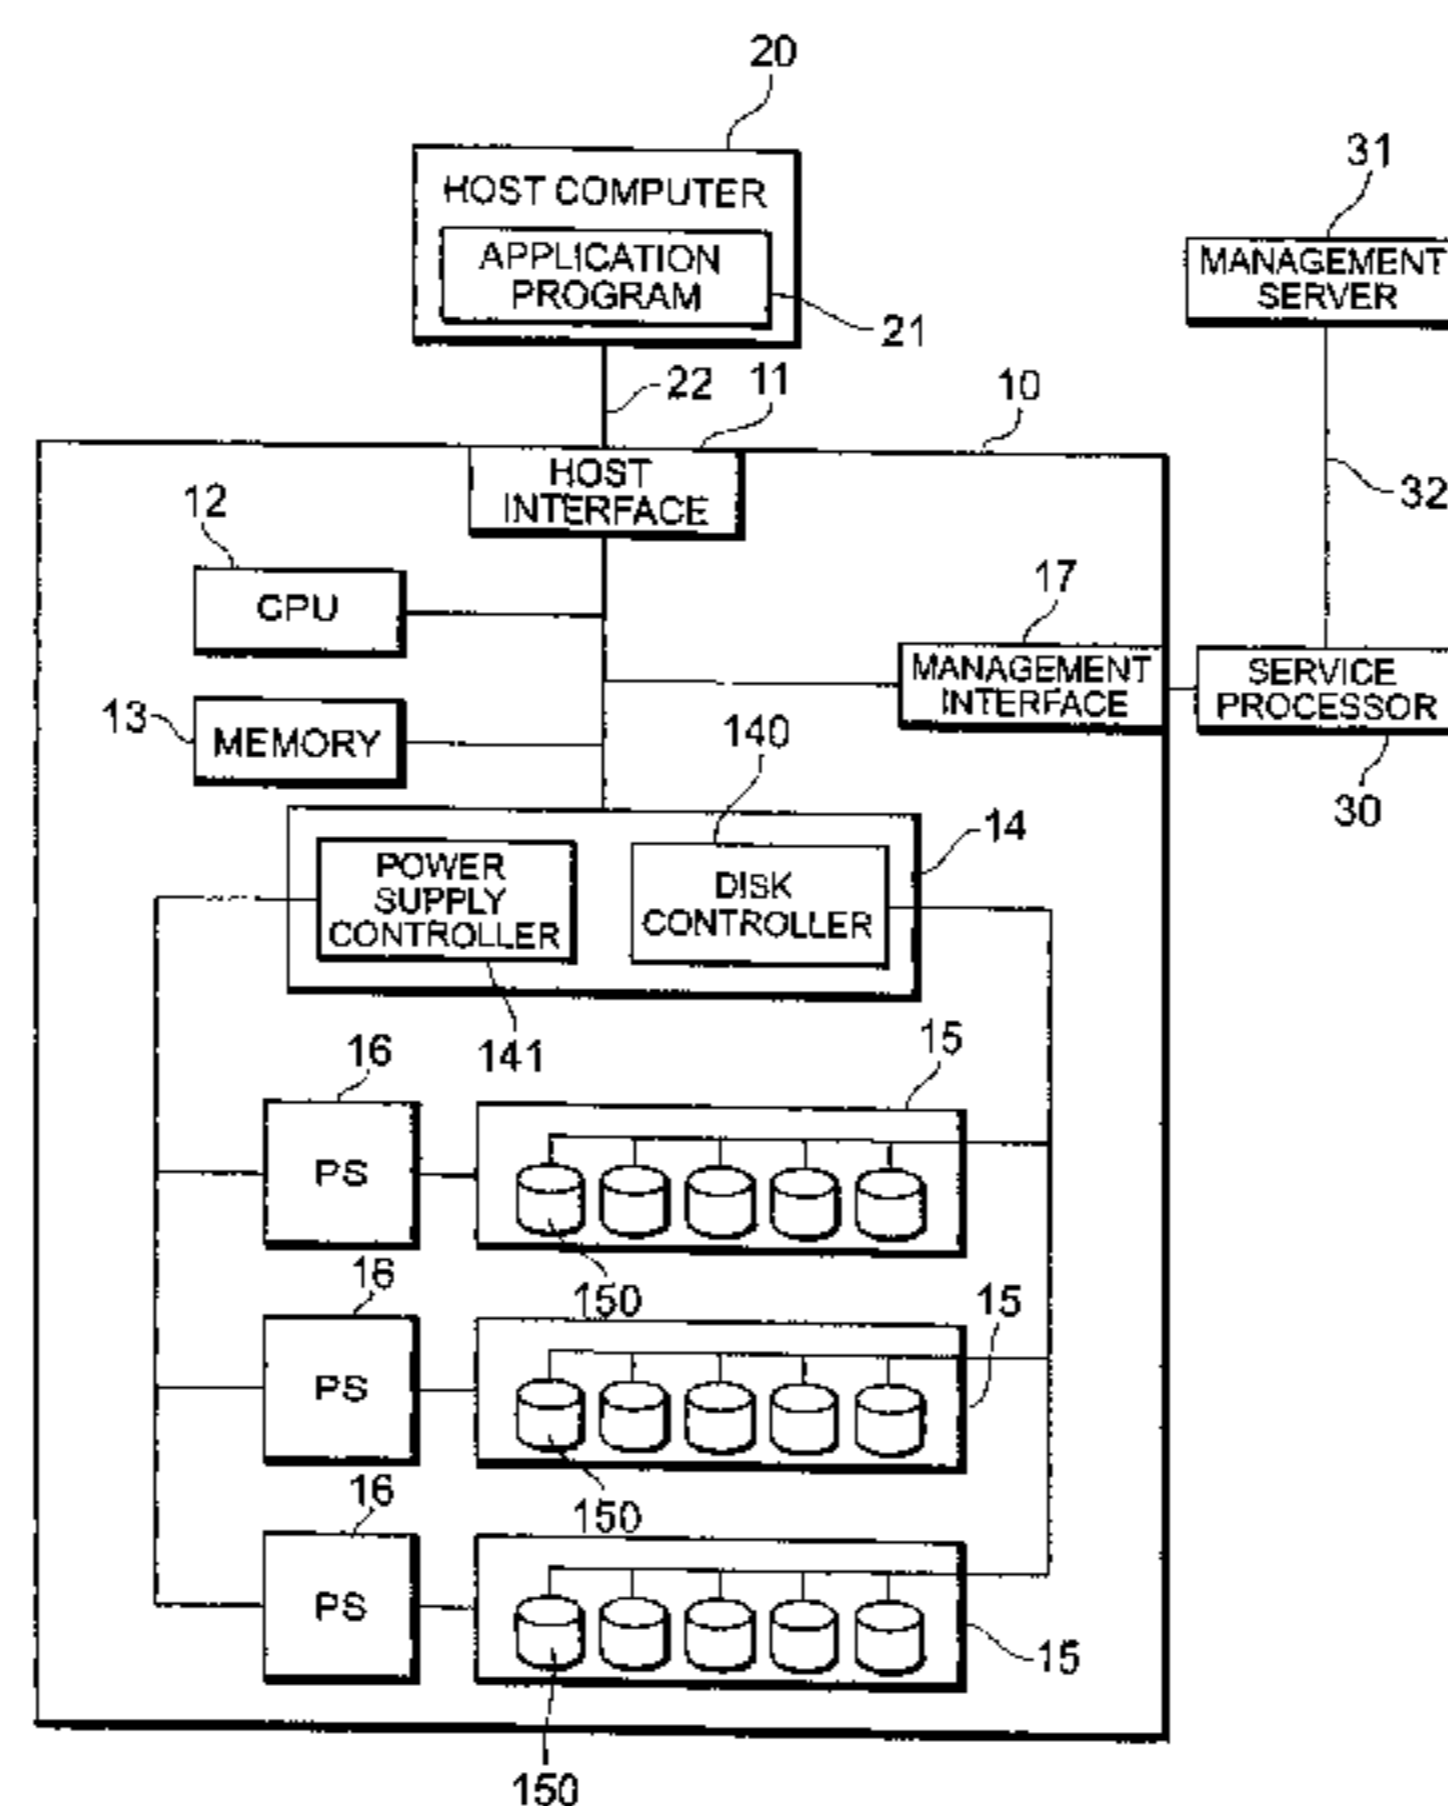 20
HOST COMPUTER
APPLICATION
PROGRAM
21
31
MANAGEMENT
SERVER
22
11
10
32
HOST
INTERFACE
12
CPU
17
MANAGEMENT
INTERFACE
SERVICE
PROCESSOR
30
13
MEMORY
140
14
POWER
SUPPLY
CONTROLLER
DISK
CONTROLLER
141
16
15
PS
150
16
15
PS
150
16
PS
15
150